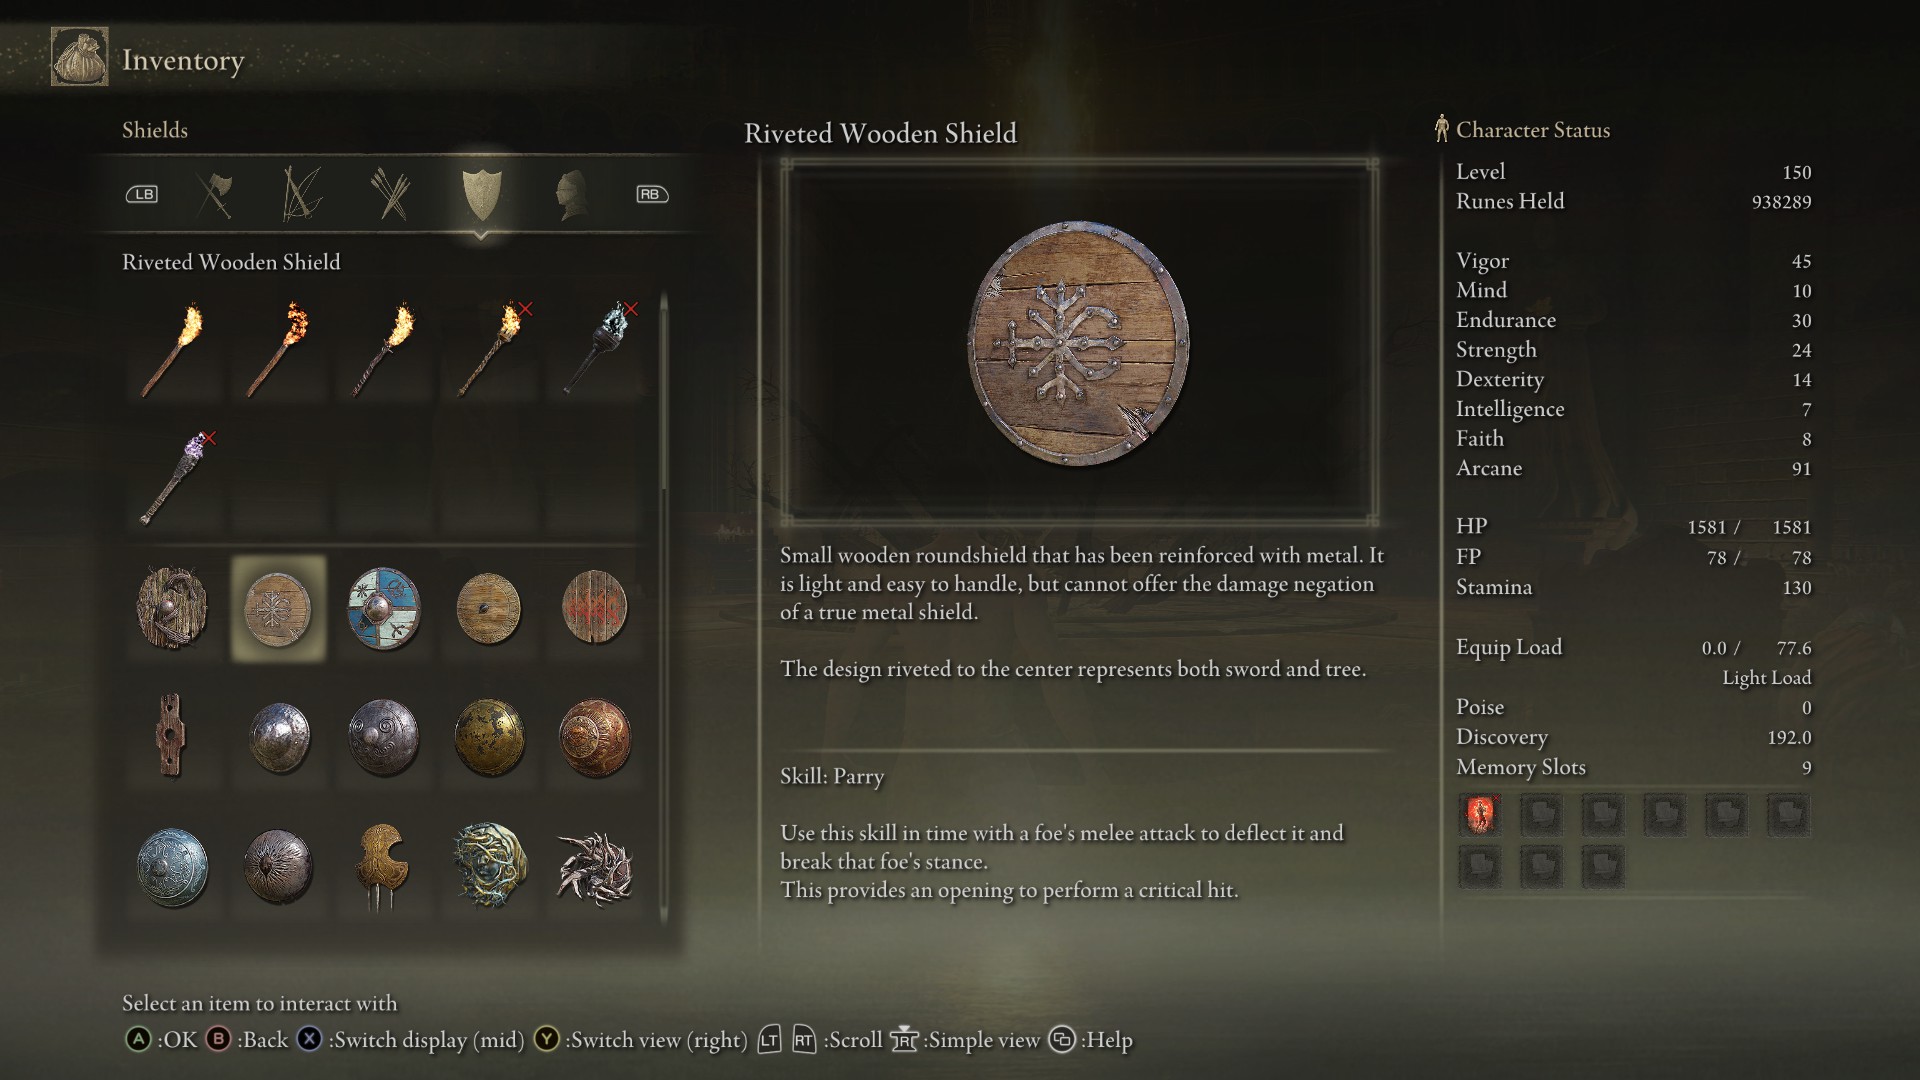 Inventory
Shields
LB
RB
Riveted Wooden Shield
Riveted Wooden Shield
Small wooden roundshield that has been reinforced with metal. It
is light and easy to handle, but cannot offer the damage negation
of a true metal shield.
The design riveted to the center represents both sword and tree.
Skill: Parry
Use this skill in time with a foe's melee attack to deflect it and
break that foe's stance.
This provides an opening to perform a critical hit.
Character Status
Level 150
Runes Held 938289
Vigor 45
Mind 10
Endurance 30
Strength 24
Dexterity 14
Intelligence 7
Faith 8
Arcane 91
HP 1581 / 1581
FP 78 / 78
Stamina 130
Equip Load 0.0 / 77.6
Light Load
Poise 0
Discovery 192.0
Memory Slots 9
Select an item to interact with
A :OK B :Back X :Switch display (mid) Y :Switch view (right) LT RT :Scroll R :Simple view :Help